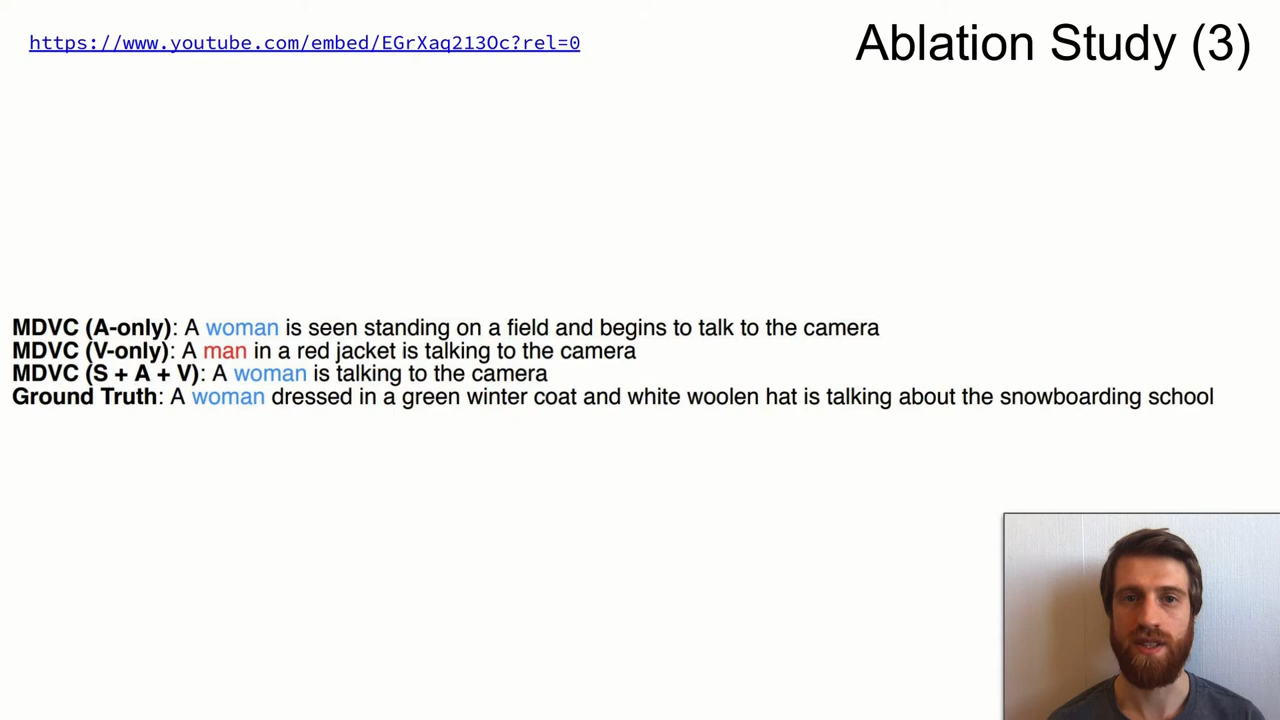 https://www.youtube.com/embed/EGrXaq213Oc?rel=0
Ablation Study (3)
MDVC (A-only): A woman is seen standing on a field and begins to talk to the camera
MDVC (V-only): A man in a red jacket is talking to the camera
MDVC (S + A + V): A woman is talking to the camera
Ground Truth: A woman dressed in a green winter coat and white woolen hat is talking about the snowboarding school